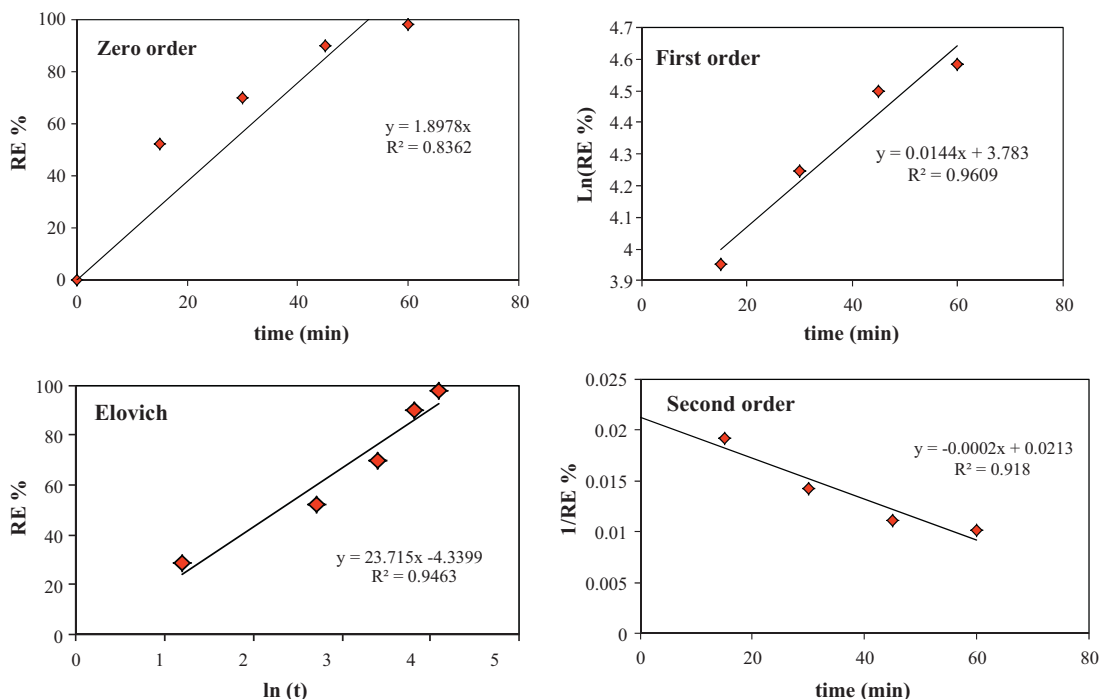 100
80
60
40
20
0
RE %
Zero order
y = 1.8978x
R² = 0.8362
0
20
40
60
80
time (min)
4.7
4.6
4.5
4.4
4.3
4.2
4.1
4
3.9
Ln(RE %)
First order
y = 0.0144x + 3.783
R² = 0.9609
0
20
40
60
80
time (min)
100
80
60
40
20
0
RE %
Elovich
y = 23.715x -4.3399
R² = 0.9463
0
1
2
3
4
5
ln (t)
0.025
0.02
0.015
0.01
0.005
0
1/RE %
Second order
y = -0.0002x + 0.0213
R² = 0.918
0
20
40
60
80
time (min)